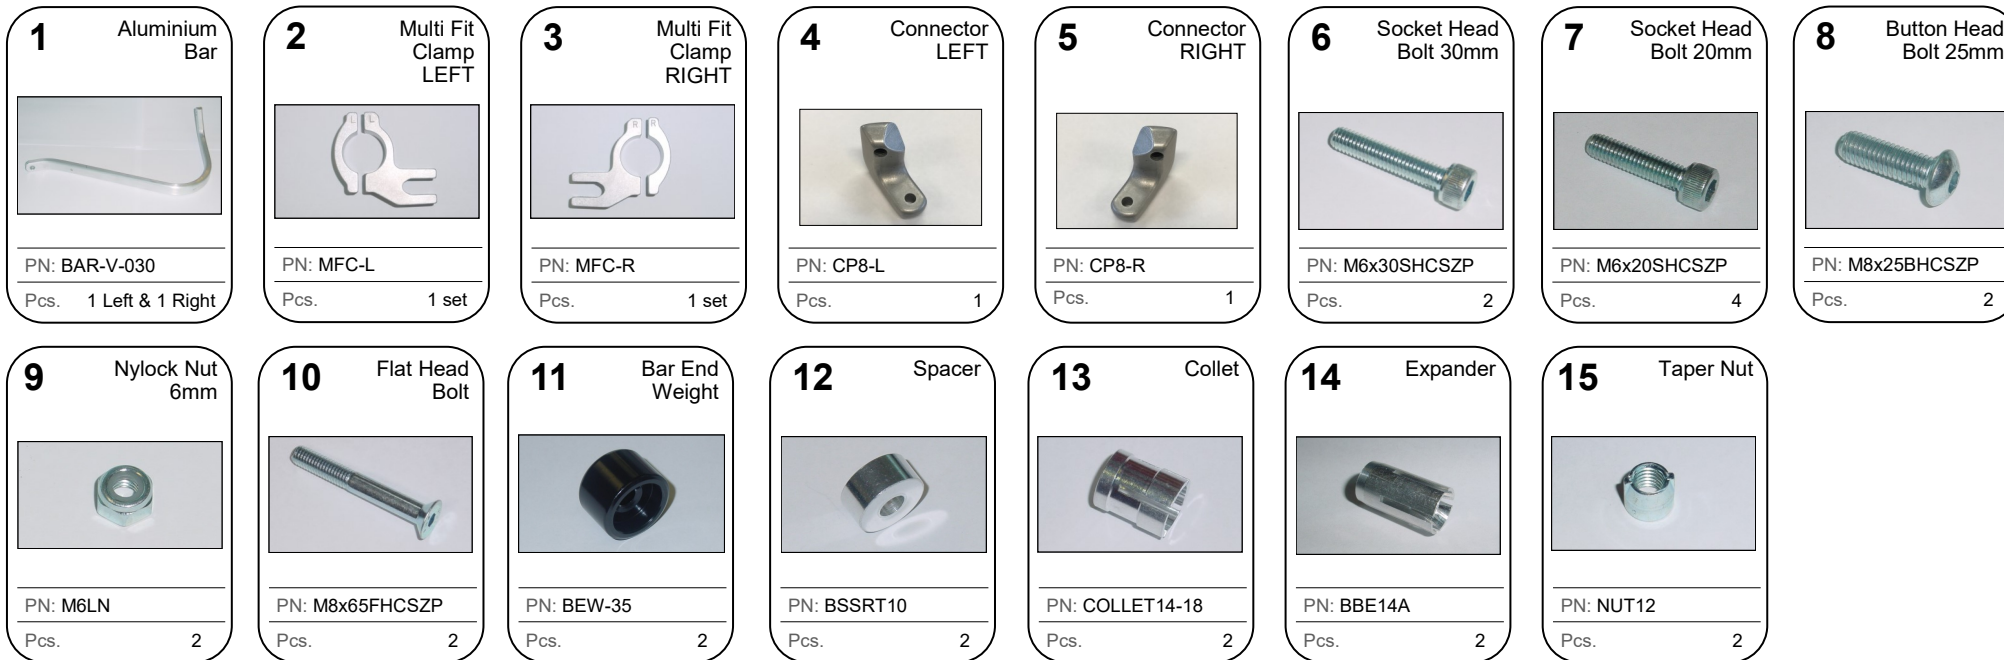 1
Aluminium
Bar
PN: BAR-V-030
Pcs. 1 Left & 1 Right
2
Multi Fit
Clamp
LEFT
L L
PN: MFC-L
Pcs. 1 set
3
Multi Fit
Clamp
RIGHT
R R
PN: MFC-R
Pcs. 1 set
4
Connector
LEFT
PN: CP8-L
Pcs. 1
5
Connector
RIGHT
PN: CP8-R
Pcs. 1
6
Socket Head
Bolt 30mm
PN: M6x30SHCSZP
Pcs. 2
7
Socket Head
Bolt 20mm
PN: M6x20SHCSZP
Pcs. 4
8
Button Head
Bolt 25mm
PN: M8x25BHCSZP
Pcs. 2
9
Nylock Nut
6mm
PN: M6LN
Pcs. 2
10
Flat Head
Bolt
PN: M8x65FHCSZP
Pcs. 2
11
Bar End
Weight
PN: BEW-35
Pcs. 2
12
Spacer
PN: BSSRT10
Pcs. 2
13
Collet
PN: COLLET14-18
Pcs. 2
14
Expander
PN: BBE14A
Pcs. 2
15
Taper Nut
PN: NUT12
Pcs. 2